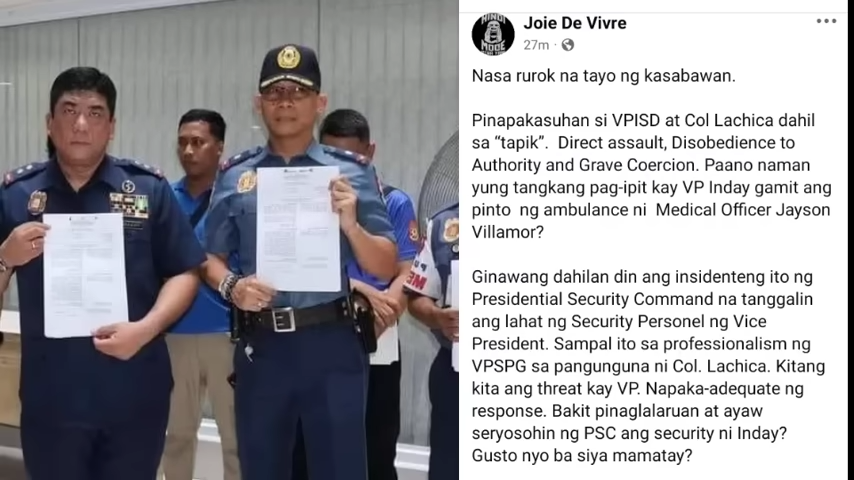 HINDI
MODE
Joie De Vivre
27m ·
Nasa rurok na tayo ng kasabawan.
Pinapakasuhan si VPISD at Col Lachica dahil
sa “tapik”. Direct assault, Disobedience to
Authority and Grave Coercion. Paano naman
yung tangkang pag-ipit kay VP Inday gamit ang
pinto ng ambulance ni Medical Officer Jayson
Villamor?
Ginawang dahilan din ang insidenteng ito ng
Presidential Security Command na tanggalin
ang lahat ng Security Personel ng Vice
President. Sampal ito sa professionalism ng
VPSPG sa pangunguna ni Col. Lachica. Kitang
kita ang threat kay VP. Napaka-adequate ng
response. Bakit pinaglalaruan at ayaw
seryosohin ng PSC ang security ni Inday?
Gusto nyo ba siya mamatay?